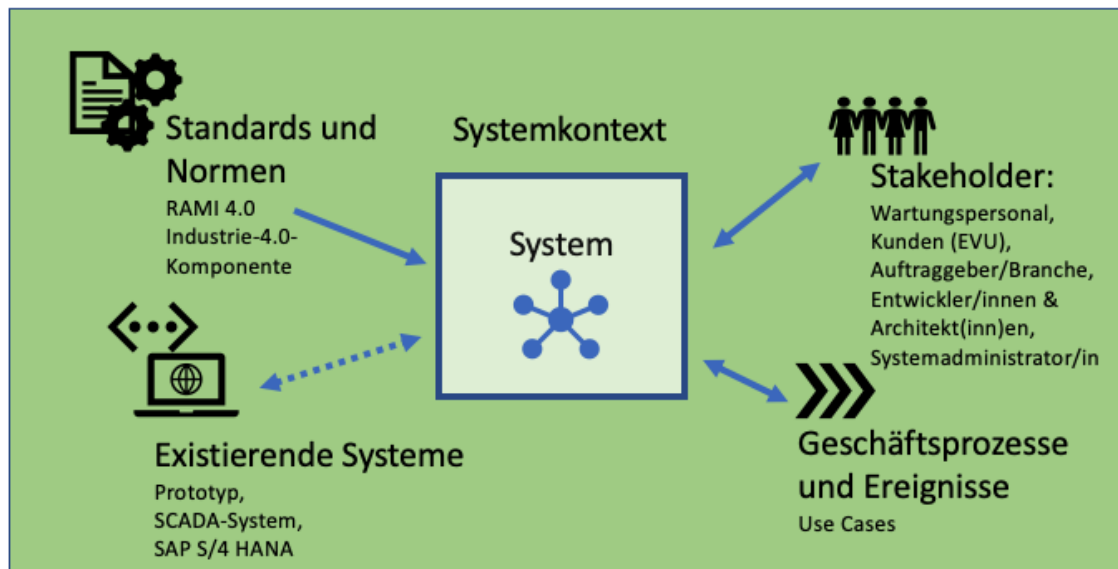 Standards und
Normen
RAMI 4.0
Industrie-4.0-
Komponente
Systemkontext
System
Stakeholder:
Wartungspersonal,
Kunden (EVU),
Auftraggeber/Branche,
Entwickler/innen &
Architekt(inn)en,
Systemadministrator/in
Existierende Systeme
Prototyp,
SCADA-System,
SAP S/4 HANA
Geschäftsprozesse
und Ereignisse
Use Cases